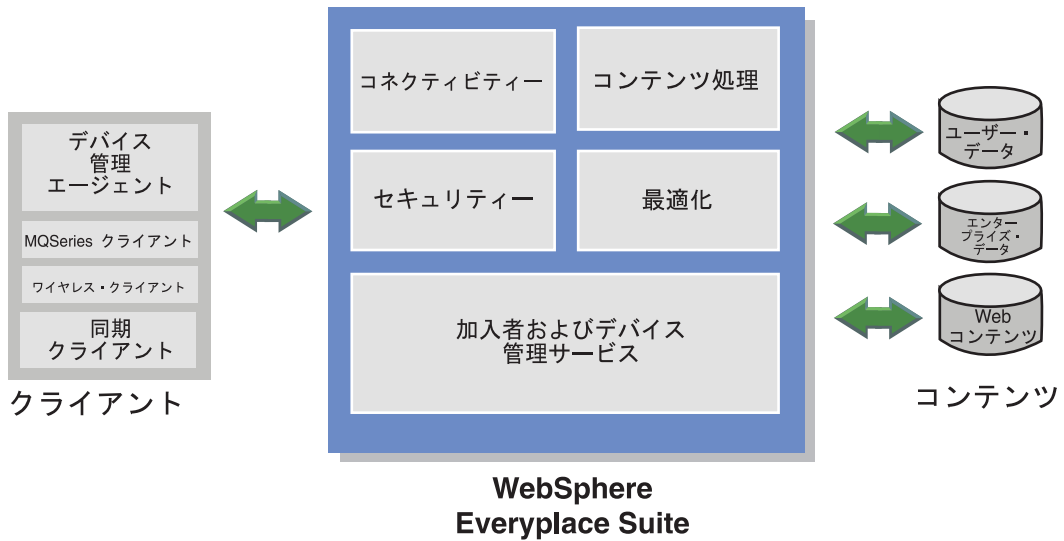 デバイス
管理
エージェント
MQSeries クライアント
ワイヤレス・クライアント
同期
クライアント
クライアント
コネクティビティー
コンテンツ処理
セキュリティー
最適化
加入者およびデバイス
管理サービス
WebSphere
Everyplace Suite
ユーザー・
データ
エンター
プライズ・
データ
Web
コンテンツ
コンテンツ